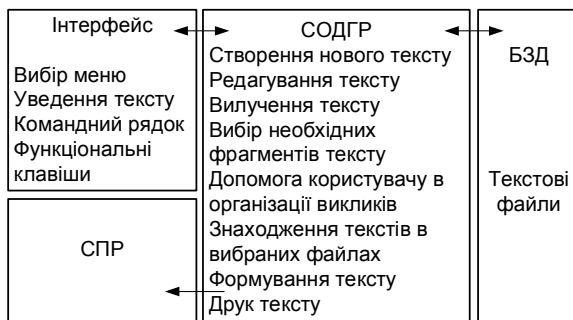 Інтерфейс
Вибір меню
Уведення тексту
Командний рядок
Функціональні
клавіши
СПР
СОДГР
Створення нового тексту
Редагування тексту
Вилучення тексту
Вибір необхідних
фрагментів тексту
Допомога користувачу в
організації викликів
Знаходження текстів в
вибраних файлах
Формування тексту
Друк тексту
БЗД
Текстові
файли